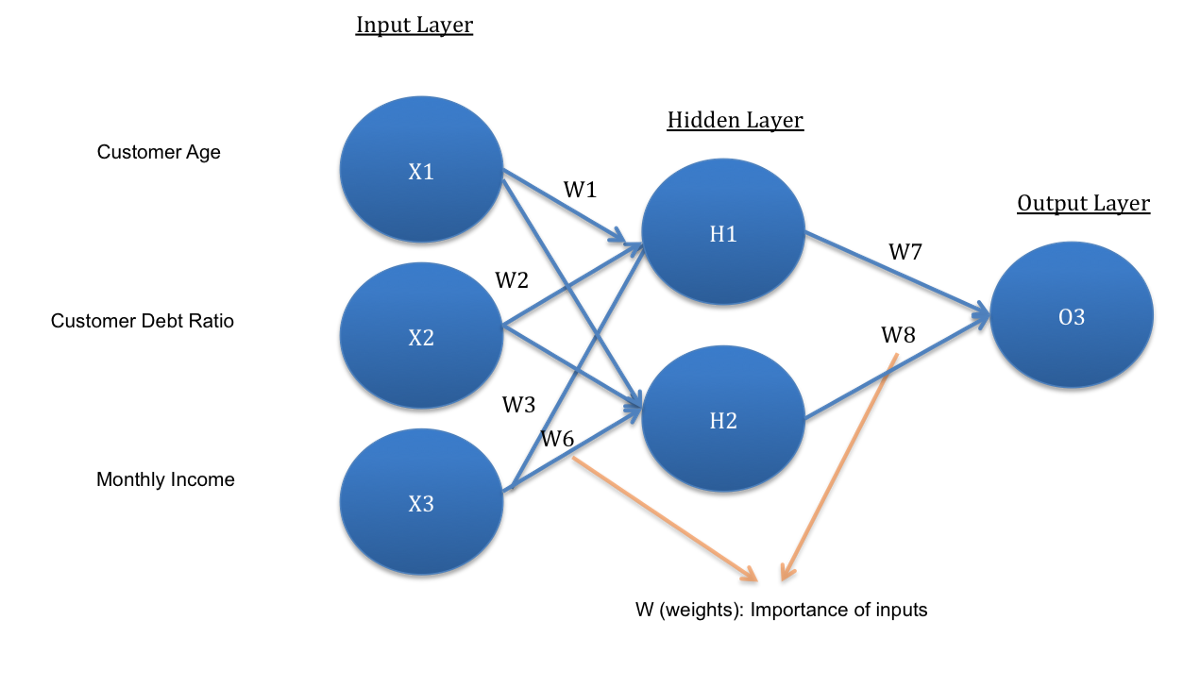 Input Layer
Customer Age
X1
W1
Hidden Layer
H1
Output Layer
W2
W7
Customer Debt Ratio
X2
W8
O3
W3
W6
H2
Monthly Income
X3
W (weights): Importance of inputs